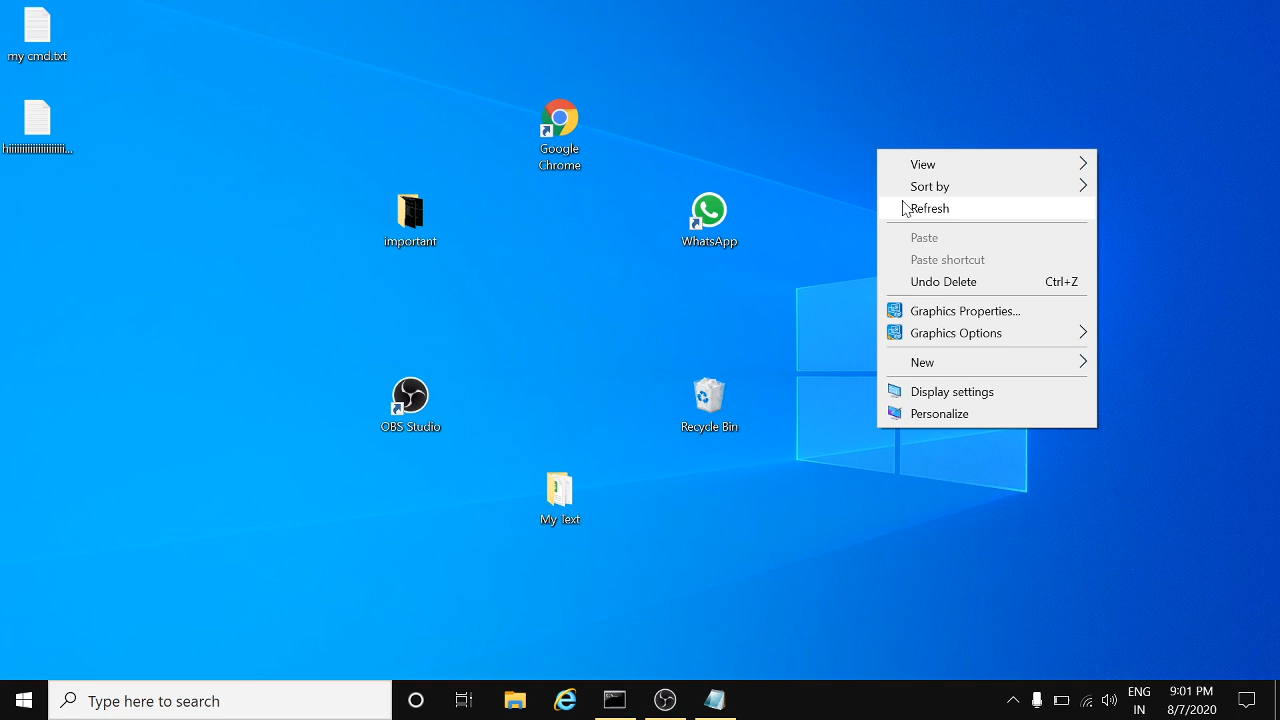 my cmd.txt
hiiiiiiiiiiiiiiiiiiiii...
Google
Chrome
important
WhatsApp
OBS Studio
Recycle Bin
My Text
View
Sort by
Refresh
Paste
Paste shortcut
Undo Delete Ctrl+Z
Graphics Properties...
Graphics Options
New
Display settings
Personalize
Type here to search
ENG
IN
9:01 PM
8/7/2020